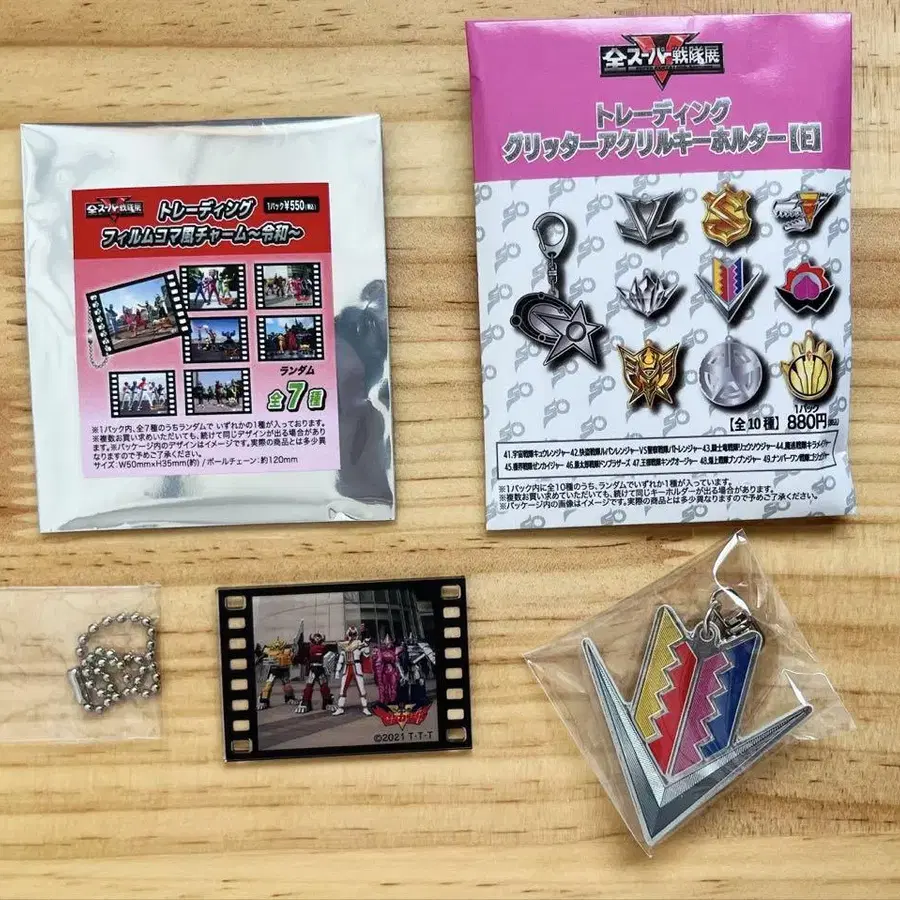 全スーパー戦隊展
トレーディング
1パック¥550(税込)
フィルムコマ風チャーム~令和~
ランダム
全7種
※1パック内、全7種のうちランダムで いずれかの1種が入っております。
※複数お買い求めいただいても、続けて同じデザインが出る場合があります。
※パッケージ内のデザインはイメージです。実際の商品とは多少異なりますので予めご了承ください。
サイズ:W50mm×H35mm(約) / ボールチェーン:約120mm
全スーパー戦隊展
トレーディング
グリッターアクリルキーホルダー【E】
1パック
【全10種】880円
41.宇宙戦隊キュウレンジャー 42.快盗戦隊ルパンレンジャーVS警察戦隊パトレンジャー 43.騎士竜戦隊リュウソウジャー 44.魔進戦隊キラメイジャー
45.機界戦隊ゼンカイジャー 46.暴太郎戦隊ドンブラザーズ 47.王様戦隊キングオージャー 48.爆上戦隊ブンブンジャー 49.ナンバーワン戦隊ゴジュウジャー
※1パック内に全10種のうち、ランダムでいずれか1種が入っています。
※複数お買い求めていただいても、続けて同じキーホルダーが出る場合があります。
※パッケージ内の画像はイメージです。実際の商品とは多少異なりますので予めご了承ください。
©2021 T・T-T